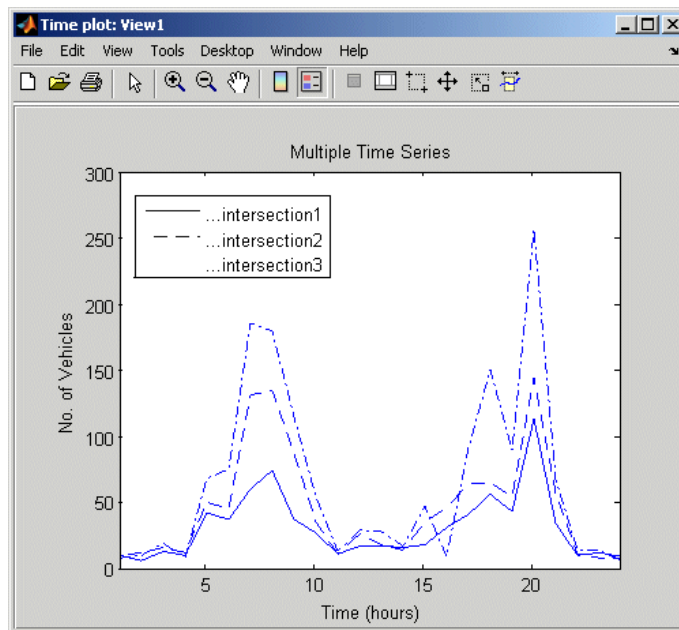 Time plot: View1
File Edit View Tools Desktop Window Help
Multiple Time Series
300
250
200
150
100
50
0
No. of Vehicles
...intersection1
...intersection2
...intersection3
5 10 15 20
Time (hours)